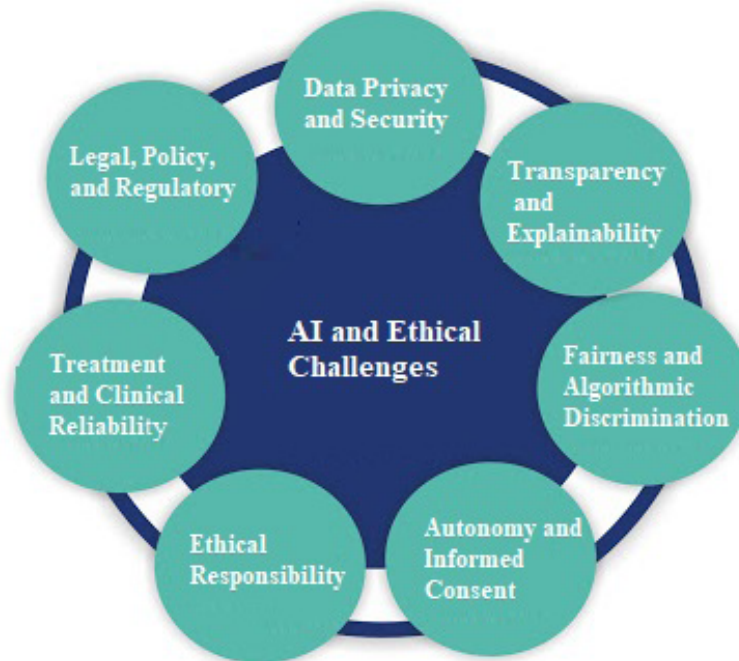 Data Privacy
and Security
Transparency
and
Explainability
Fairness and
Algorithmic
Discrimination
Autonomy and
Informed
Consent
Ethical
Responsibility
Treatment
and Clinical
Reliability
Legal, Policy,
and Regulatory
AI and Ethical
Challenges